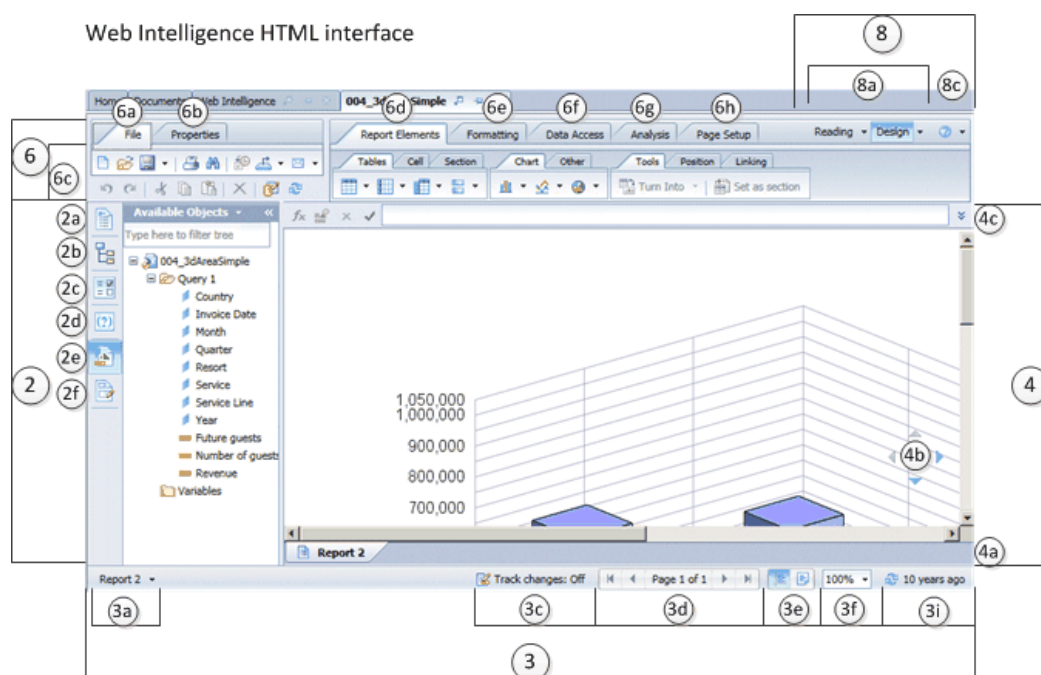 Web Intelligence HTML interface
8
8a
8c
Home Documents Web Intelligence 004_3d Simple
6a
6b
6d
6e
6f
6g
6h
File Properties
Report Elements Formatting Data Access Analysis Page Setup
Reading Design
6
6c
Tables Cell Section Chart Other Tools Position Linking
Turn Into Set as section
2a
Available Objects
4c
Type here to filter tree
2b
004_3dAreaSimple
Query 1
2c
Country
Invoice Date
2d
Month
Quarter
2e
Resort
Service
2
2f
Service Line
4
Year
Future guests
Number of guests
Revenue
Variables
1,050,000
1,000,000
900,000
800,000
700,000
4b
Report 2
4a
Report 2 Track changes: Off Page 1 of 1 100% 10 years ago
3a
3c
3d
3e
3f
3i
3